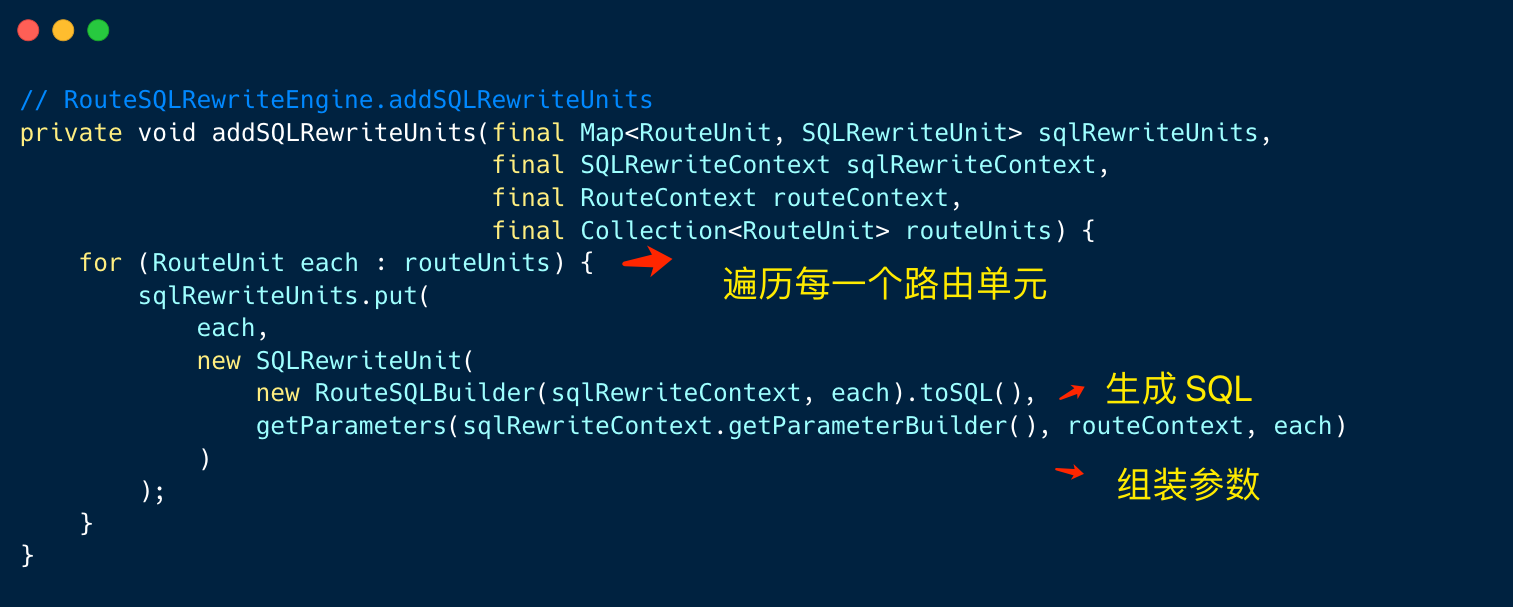 // RouteSQLRewriteEngine.addSQLRewriteUnits
private void addSQLRewriteUnits(final Map<RouteUnit, SQLRewriteUnit> sqlRewriteUnits,
final SQLRewriteContext sqlRewriteContext,
final RouteContext routeContext,
final Collection<RouteUnit> routeUnits) {
for (RouteUnit each : routeUnits) {
遍历每一个路由单元
sqlRewriteUnits.put(
each,
new SQLRewriteUnit(
new RouteSQLBuilder(sqlRewriteContext, each).toSQL(),
生成 SQL
getParameters(sqlRewriteContext.getParameterBuilder(), routeContext, each)
)
组装参数
);
}
}